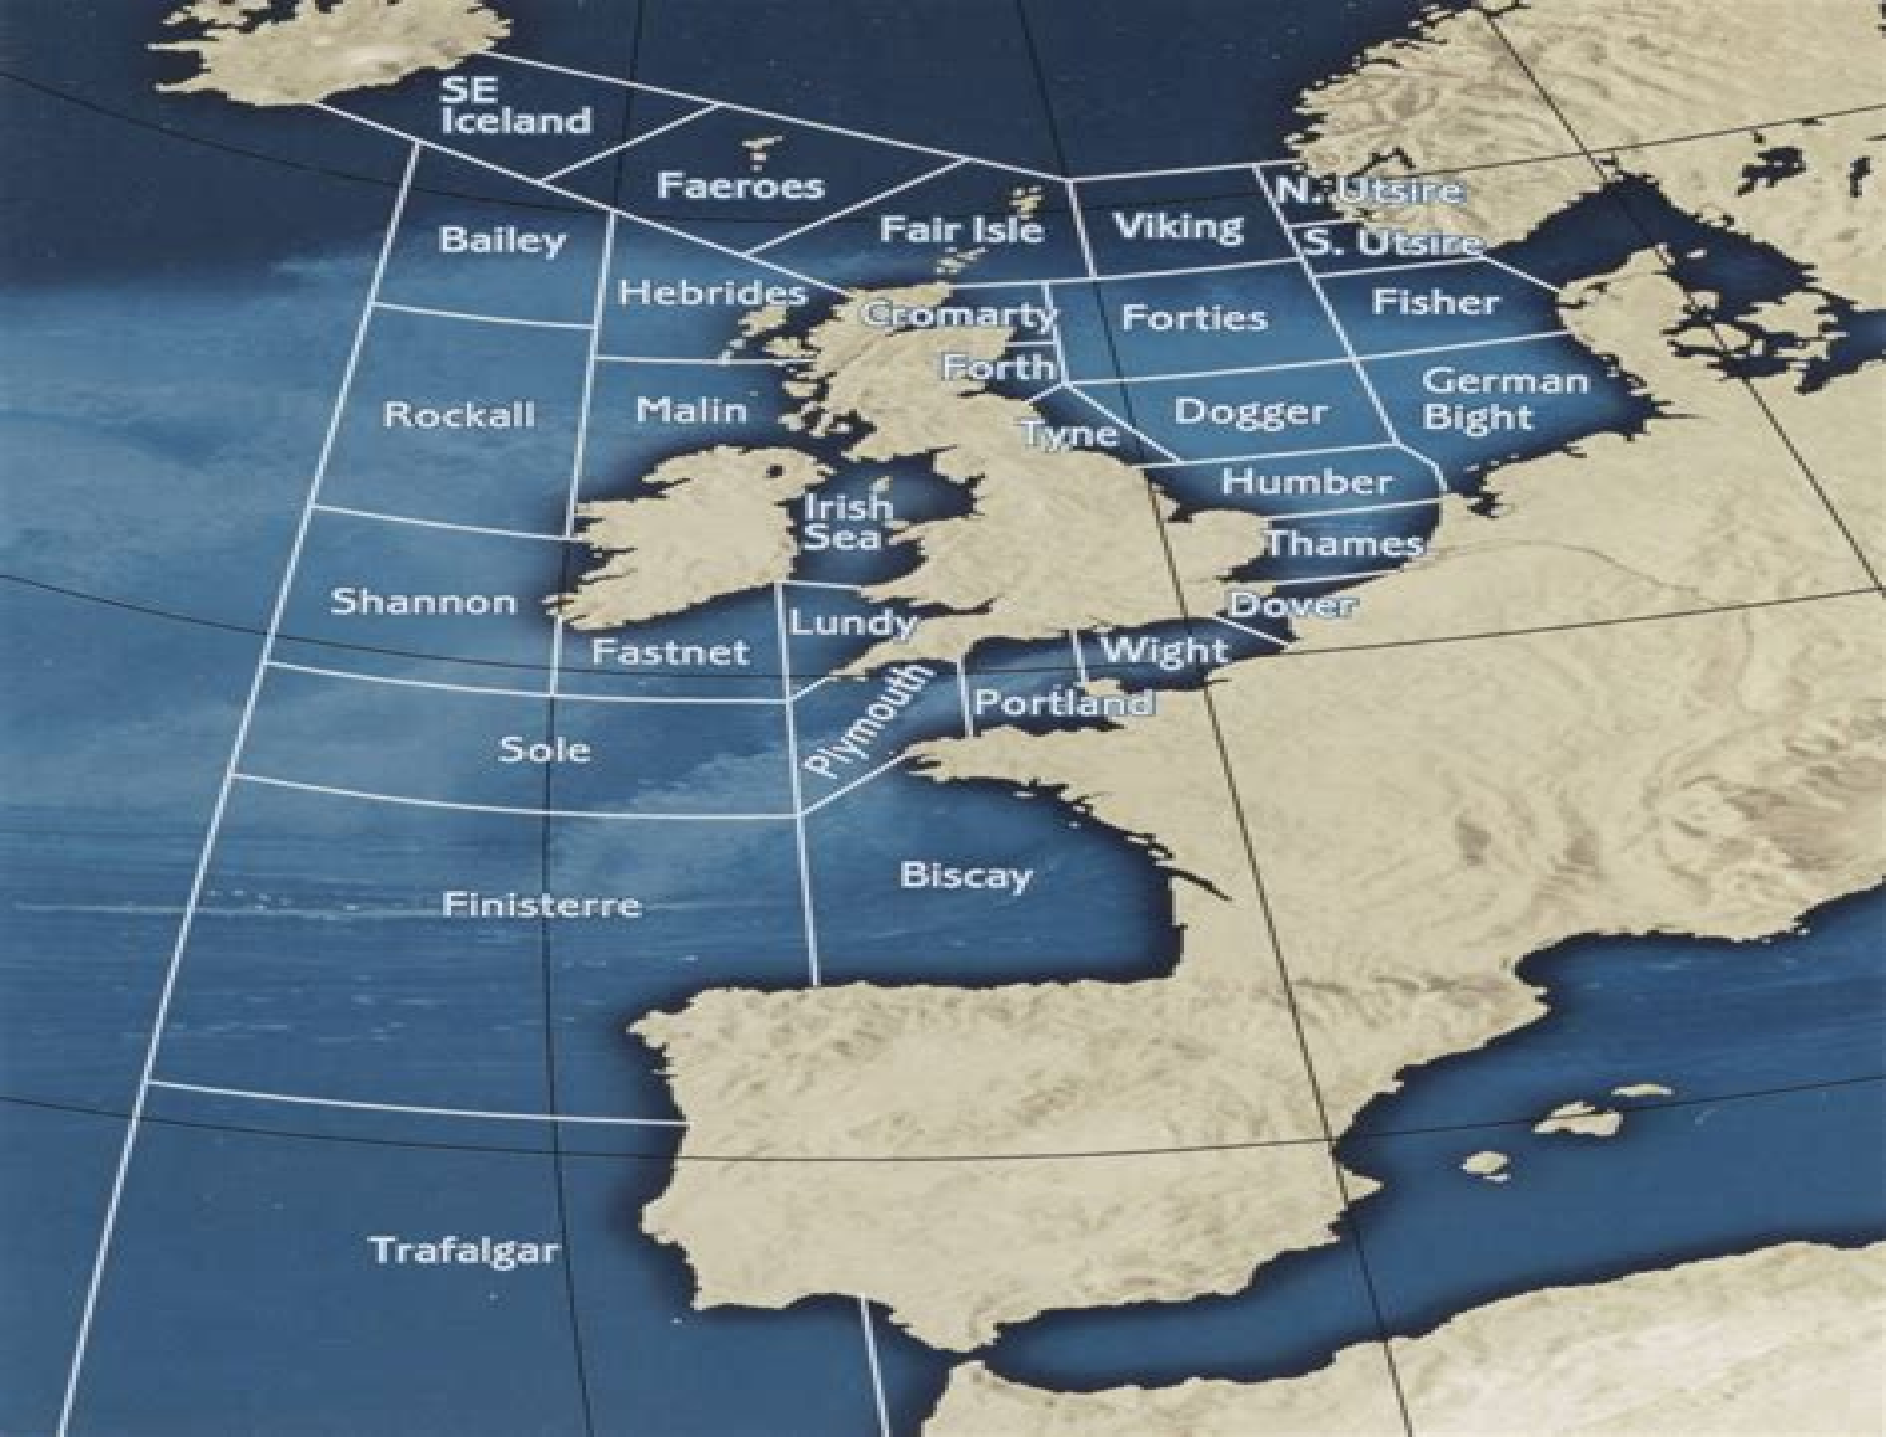 SE
Iceland
Faeroes
N. Utsire
Fair Isle
Viking
Bailey
S. Utsire
Hebrides
Cromarty
Forties
Fisher
Forth
Rockall
Malin
Dogger
German
Bight
Tyne
Humber
Irish
Sea
Thames
Shannon
Lundy
Dover
Fastnet
Wight
Plymouth
Portland
Sole
Biscay
Finisterre
Trafalgar